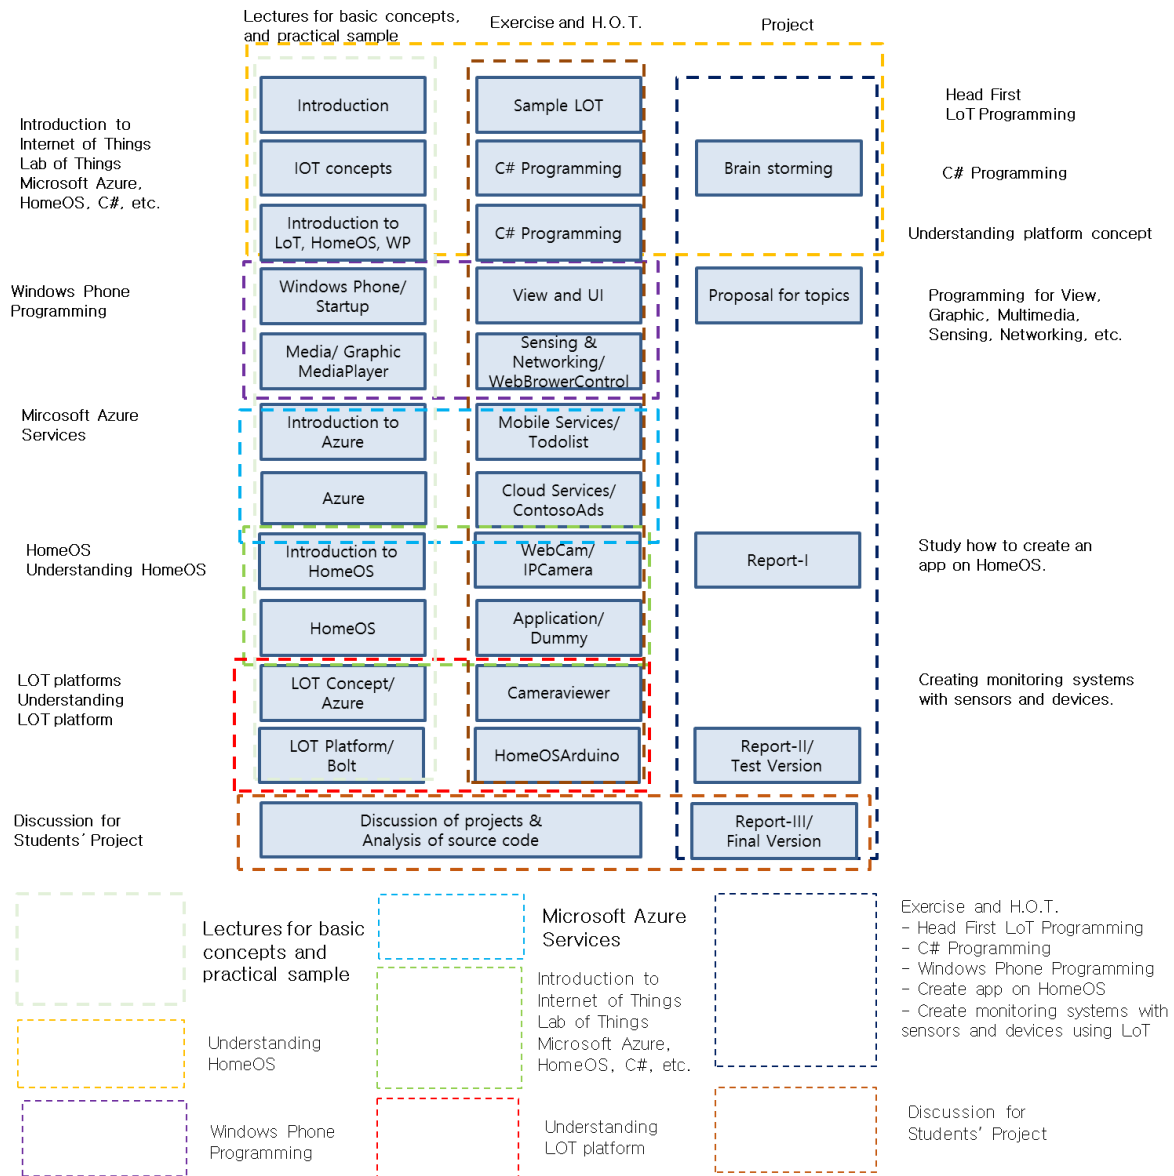 Lectures for basic concepts,
and practical sample
Exercise and H.O.T.
Project
Introduction to
Internet of Things
Lab of Things
Microsoft Azure,
HomeOS, C#, etc.
Introduction
Sample LOT
Head First
LoT Programming
IOT concepts
C# Programming
Brain storming
C# Programming
Introduction to
LoT, HomeOS, WP
C# Programming
Understanding platform concept
Windows Phone
Programming
Windows Phone/
Startup
View and UI
Proposal for topics
Programming for View,
Graphic, Multimedia,
Sensing, Networking, etc.
Media/ Graphic
MediaPlayer
Sensing &
Networking/
WebBrowerControl
Mircosoft Azure
Services
Introduction to
Azure
Mobile Services/
Todolist
Azure
Cloud Services/
ContosoAds
HomeOS
Understanding HomeOS
Introduction to
HomeOS
WebCam/
IPCamera
Report-I
Study how to create an
app on HomeOS.
HomeOS
Application/
Dummy
LOT platforms
Understanding
LOT platform
LOT Concept/
Azure
Cameraviewer
Creating monitoring systems
with sensors and devices.
LOT Platform/
Bolt
HomeOSArduino
Report-II/
Test Version
Discussion for
Students' Project
Discussion of projects &
Analysis of source code
Report-III/
Final Version
Lectures for basic
concepts and
practical sample
Microsoft Azure
Services
Exercise and H.O.T.
- Head First LoT Programming
- C# Programming
- Windows Phone Programming
- Create app on HomeOS
- Create monitoring systems with
sensors and devices using LoT
Introduction to
Internet of Things
Lab of Things
Microsoft Azure,
HomeOS, C#, etc.
Understanding
HomeOS
Windows Phone
Programming
Understanding
LOT platform
Discussion for
Students' Project